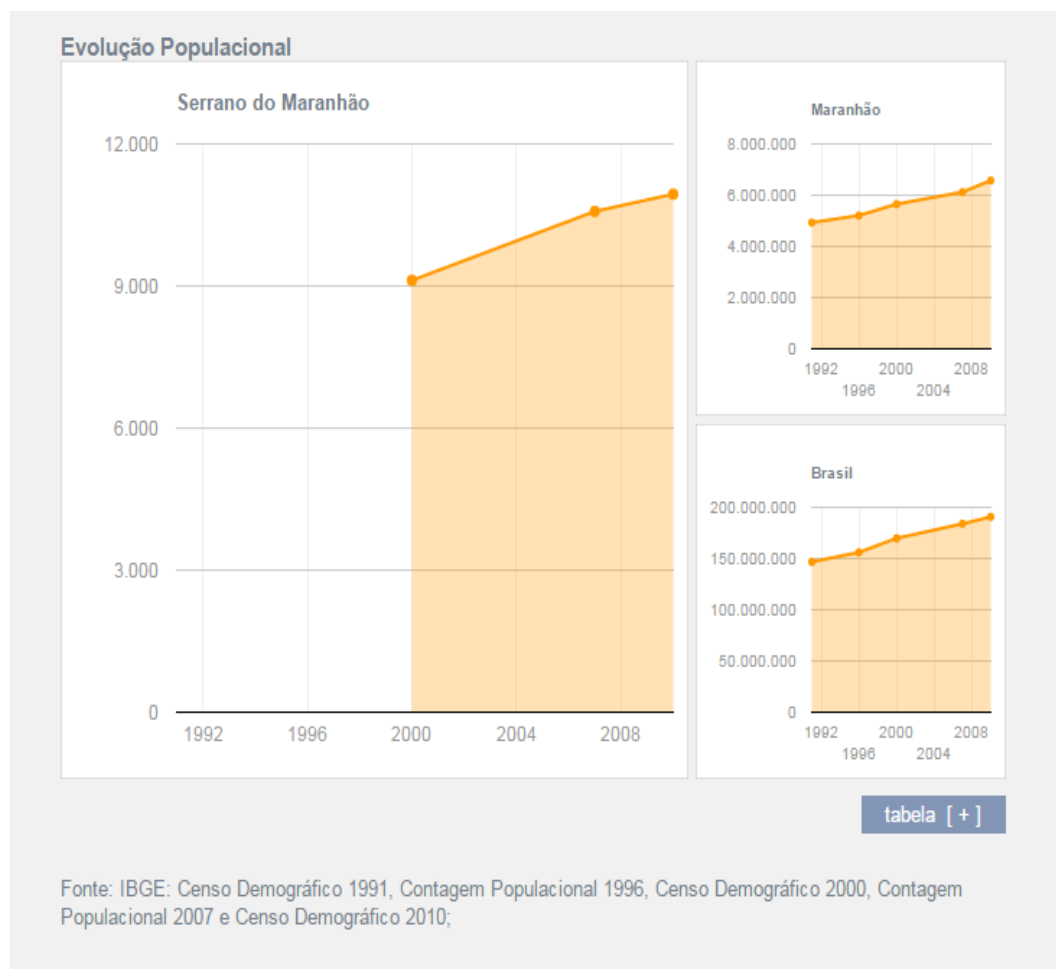 Evolução Populacional
Serrano do Maranhão
12.000
9.000
6.000
3.000
0
1992 1996 2000 2004 2008
Maranhão
8.000.000
6.000.000
4.000.000
2.000.000
0
1992 2000 2008
1996 2004
Brasil
200.000.000
150.000.000
100.000.000
50.000.000
0
1992 2000 2008
1996 2004
tabela [ + ]
Fonte: IBGE: Censo Demográfico 1991, Contagem Populacional 1996, Censo Demográfico 2000, Contagem
Populacional 2007 e Censo Demográfico 2010;